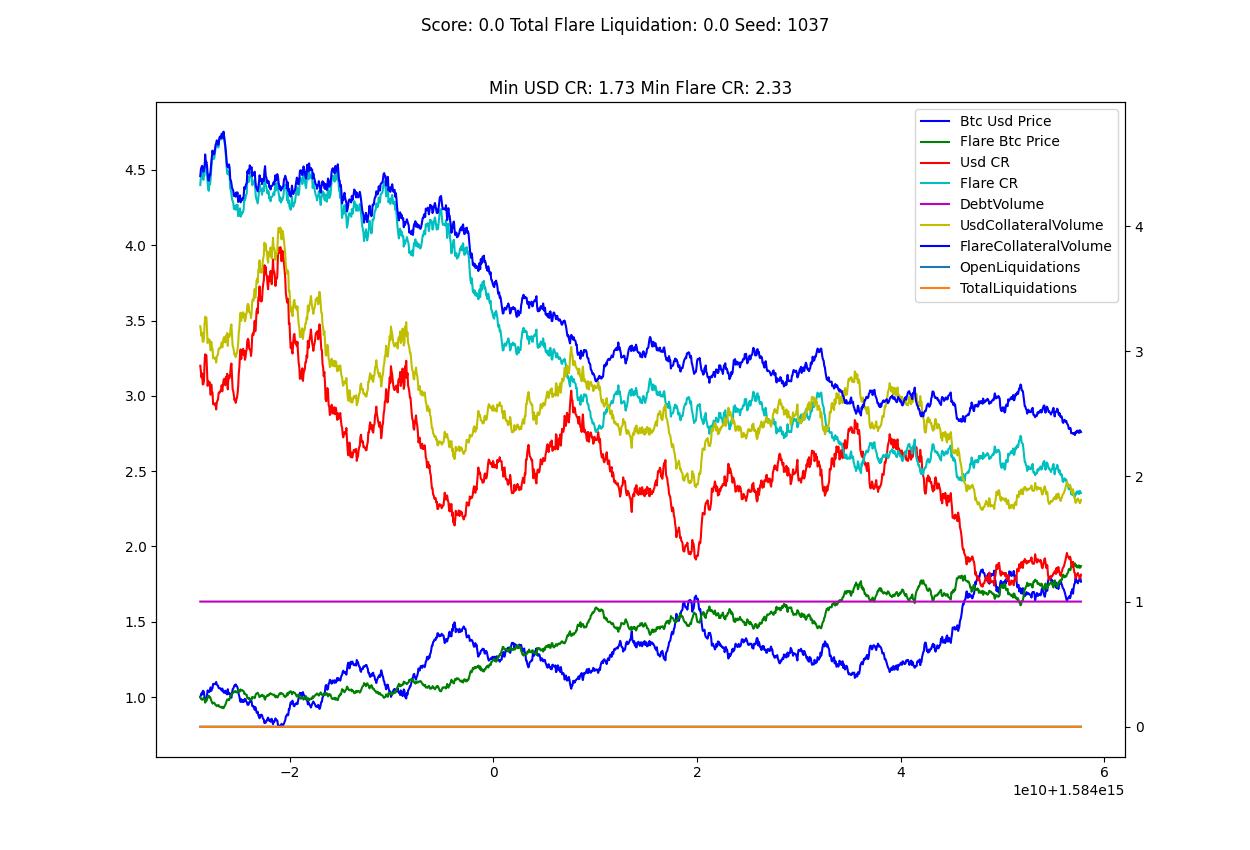 Score: 0.0 Total Flare Liquidation: 0.0 Seed: 1037
Min USD CR: 1.73 Min Flare CR: 2.33
Btc Usd Price
Flare Btc Price
Usd CR
Flare CR
DebtVolume
UsdCollateralVolume
FlareCollateralVolume
OpenLiquidations
TotalLiquidations
4.5
4.0
3.5
3.0
2.5
2.0
1.5
1.0
4
3
2
1
0
−2
0
2
4
6
1e10+1.584e15